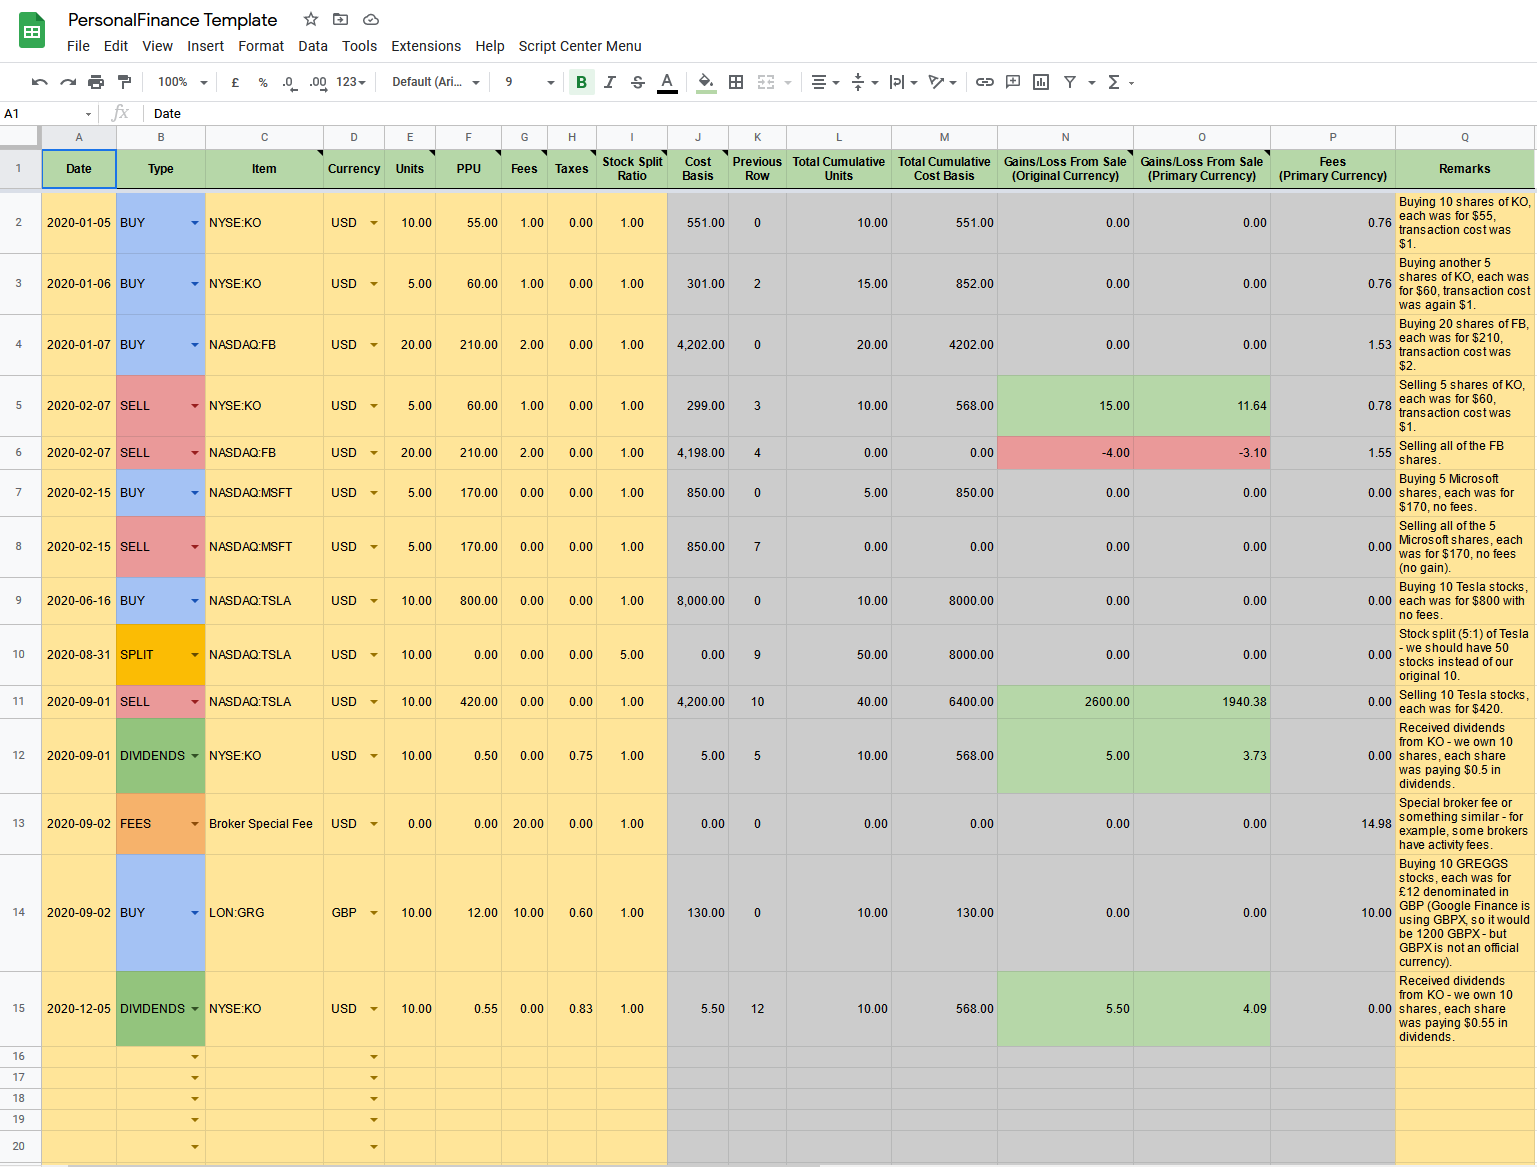 PersonalFinance Template
File Edit View Insert Format Data Tools Extensions Help Script Center Menu
100% £ % .0 .00 123 Default (Ari... 9 B I S A Σ
A1 fx Date
A B C D E F G H I J K L M N O P Q
1 Date Type Item Currency Units PPU Fees Taxes Stock Split Ratio Cost Basis Previous Row Total Cumulative Units Total Cumulative Cost Basis Gains/Loss From Sale (Original Currency) Gains/Loss From Sale (Primary Currency) Fees (Primary Currency) Remarks
2 2020-01-05 BUY NYSE:KO USD 10.00 55.00 1.00 0.00 1.00 551.00 0 10.00 551.00 0.00 0.00 0.76 Buying 10 shares of KO, each was for $55, transaction cost was $1.
3 2020-01-06 BUY NYSE:KO USD 5.00 60.00 1.00 0.00 1.00 301.00 2 15.00 852.00 0.00 0.00 0.76 Buying another 5 shares of KO, each was for $60, transaction cost was again $1.
4 2020-01-07 BUY NASDAQ:FB USD 20.00 210.00 2.00 0.00 1.00 4,202.00 0 20.00 4202.00 0.00 0.00 1.53 Buying 20 shares of FB, each was for $210, transaction cost was $2.
5 2020-02-07 SELL NYSE:KO USD 5.00 60.00 1.00 0.00 1.00 299.00 3 10.00 568.00 15.00 11.64 0.78 Selling 5 shares of KO, each was for $60, transaction cost was $1.
6 2020-02-07 SELL NASDAQ:FB USD 20.00 210.00 2.00 0.00 1.00 4,198.00 4 0.00 0.00 -4.00 -3.10 1.55 Selling all of the FB shares.
7 2020-02-15 BUY NASDAQ:MSFT USD 5.00 170.00 0.00 0.00 1.00 850.00 0 5.00 850.00 0.00 0.00 0.00 Buying 5 Microsoft shares, each was for $170, no fees.
8 2020-02-15 SELL NASDAQ:MSFT USD 5.00 170.00 0.00 0.00 1.00 850.00 7 0.00 0.00 0.00 0.00 0.00 Selling all of the 5 Microsoft shares, each was for $170, no fees (no gain).
9 2020-06-16 BUY NASDAQ:TSLA USD 10.00 800.00 0.00 0.00 1.00 8,000.00 0 10.00 8000.00 0.00 0.00 0.00 Buying 10 Tesla stocks, each was for $800 with no fees.
10 2020-08-31 SPLIT NASDAQ:TSLA USD 10.00 0.00 0.00 0.00 5.00 0.00 9 50.00 8000.00 0.00 0.00 0.00 Stock split (5:1) of Tesla - we should have 50 stocks instead of our original 10.
11 2020-09-01 SELL NASDAQ:TSLA USD 10.00 420.00 0.00 0.00 1.00 4,200.00 10 40.00 6400.00 2600.00 1940.38 0.00 Selling 10 Tesla stocks, each was for $420.
12 2020-09-01 DIVIDENDS NYSE:KO USD 10.00 0.50 0.00 0.75 1.00 5.00 5 10.00 568.00 5.00 3.73 0.00 Received dividends from KO - we own 10 shares, each share was paying $0.5 in dividends.
13 2020-09-02 FEES Broker Special Fee USD 0.00 0.00 20.00 0.00 1.00 0.00 0 0.00 0.00 0.00 0.00 14.98 Special broker fee or something similar - for example, some brokers have activity fees.
14 2020-09-02 BUY LON:GRG GBP 10.00 12.00 10.00 0.60 1.00 130.00 0 10.00 130.00 0.00 0.00 10.00 Buying 10 GREGGS stocks, each was for £12 denominated in GBP (Google Finance is using GBPX, so it would be 1200 GBPX - but GBPX is not an official currency).
15 2020-12-05 DIVIDENDS NYSE:KO USD 10.00 0.55 0.00 0.83 1.00 5.50 12 10.00 568.00 5.50 4.09 0.00 Received dividends from KO - we own 10 shares, each share was paying $0.55 in dividends.
16
17
18
19
20